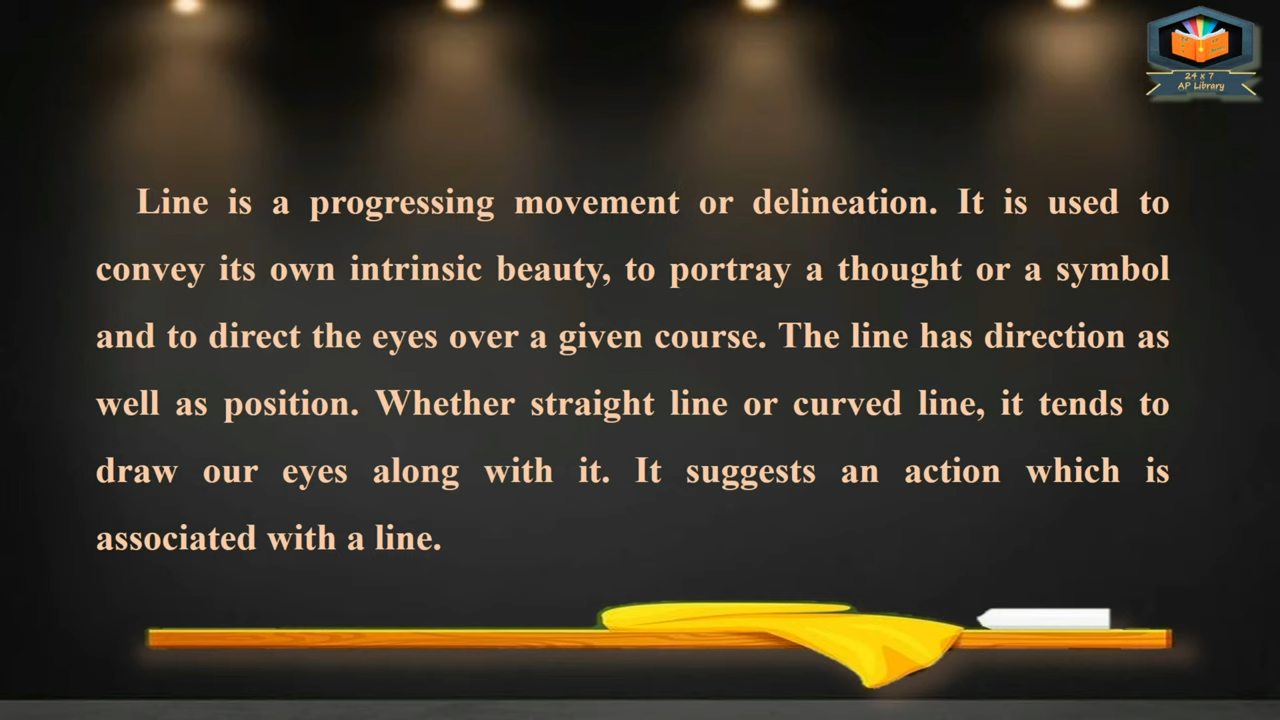 24 x 7
AP Library
Line is a progressing movement or delineation. It is used to
convey its own intrinsic beauty, to portray a thought or a symbol
and to direct the eyes over a given course. The line has direction as
well as position. Whether straight line or curved line, it tends to
draw our eyes along with it. It suggests an action which is
associated with a line.